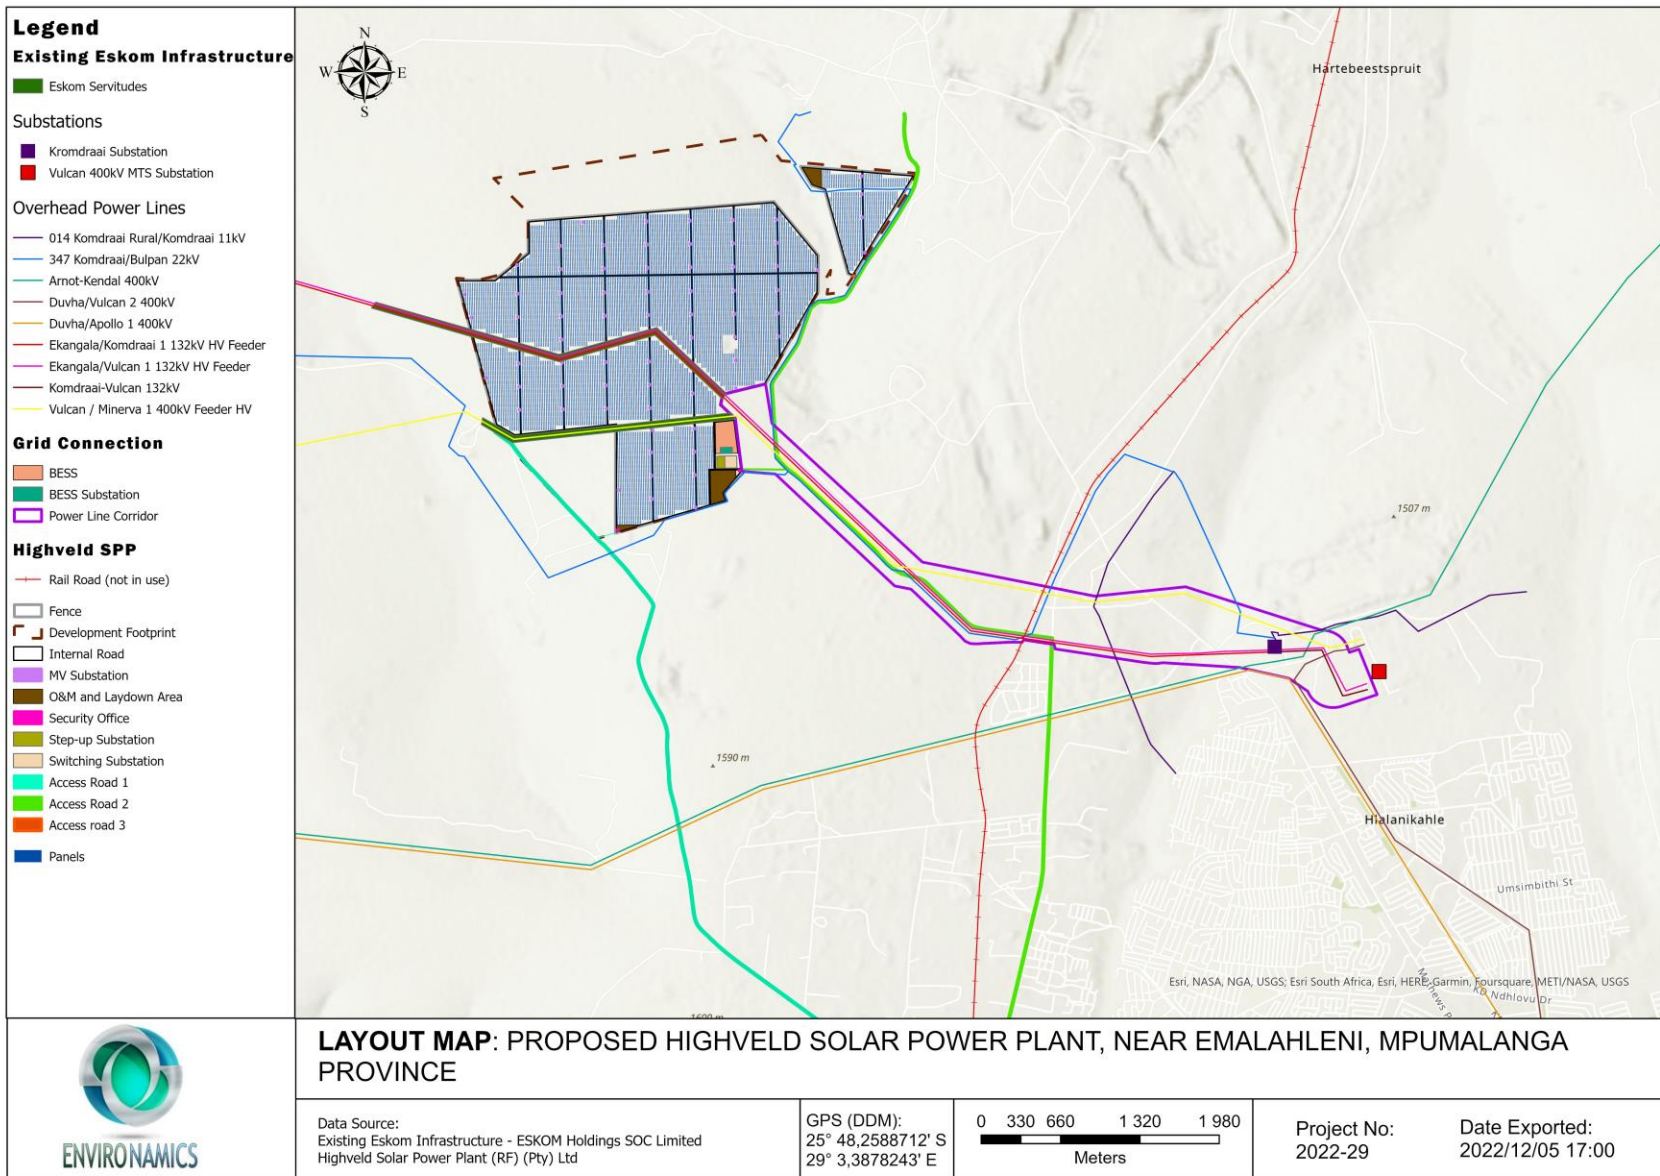 Legend
Existing Eskom Infrastructure
Eskom Servitudes
Substations
Kromdraai Substation
Vulcan 400kV MTS Substation
Overhead Power Lines
014 Komdraai Rural/Komdraai 11kV
347 Komdraai/Bulpan 22kV
Arnot-Kendal 400kV
Duvha/Vulcan 2 400kV
Duvha/Apollo 1 400kV
Ekangala/Komdraai 1 132kV HV Feeder
Ekangala/Vulcan 1 132kV HV Feeder
Komdraai-Vulcan 132kV
Vulcan / Minerva 1 400kV Feeder HV
Grid Connection
BESS
BESS Substation
Power Line Corridor
Highveld SPP
Rail Road (not in use)
Fence
Development Footprint
Internal Road
MV Substation
O&M and Laydown Area
Security Office
Step-up Substation
Switching Substation
Access Road 1
Access Road 2
Access road 3
Panels
N
W E
S
Hartebeestspruit
1507 m
1590 m
Hlalanikahle
Umsimbithi St
Esri, NASA, NGA, USGS; Esri South Africa, Esri, HERE, Garmin, Foursquare, METI/NASA, USGS
KG Ndhlovu Dr
ENVIRONAMICS
LAYOUT MAP: PROPOSED HIGHVELD SOLAR POWER PLANT, NEAR EMALAHLENI, MPUMALANGA
PROVINCE
Data Source:
Existing Eskom Infrastructure - ESKOM Holdings SOC Limited
Highveld Solar Power Plant (RF) (Pty) Ltd
GPS (DDM):
25° 48,2588712' S
29° 3,3878243' E
0 330 660 1 320 1 980
Meters
Project No:
2022-29
Date Exported:
2022/12/05 17:00